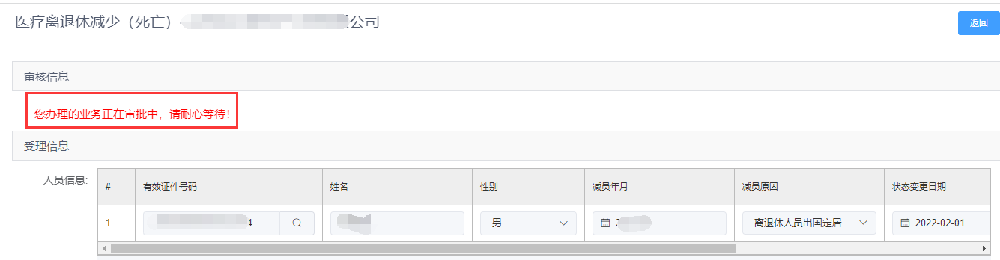 医疗离退休减少（死亡）-
公司
返回
审核信息
您办理的业务正在审批中，请耐心等待！
受理信息
人员信息:
# 有效证件号码 姓名 性别 减员年月 减员原因 状态变更日期
1 4 男 2 离退休人员出国定居 2022-02-01